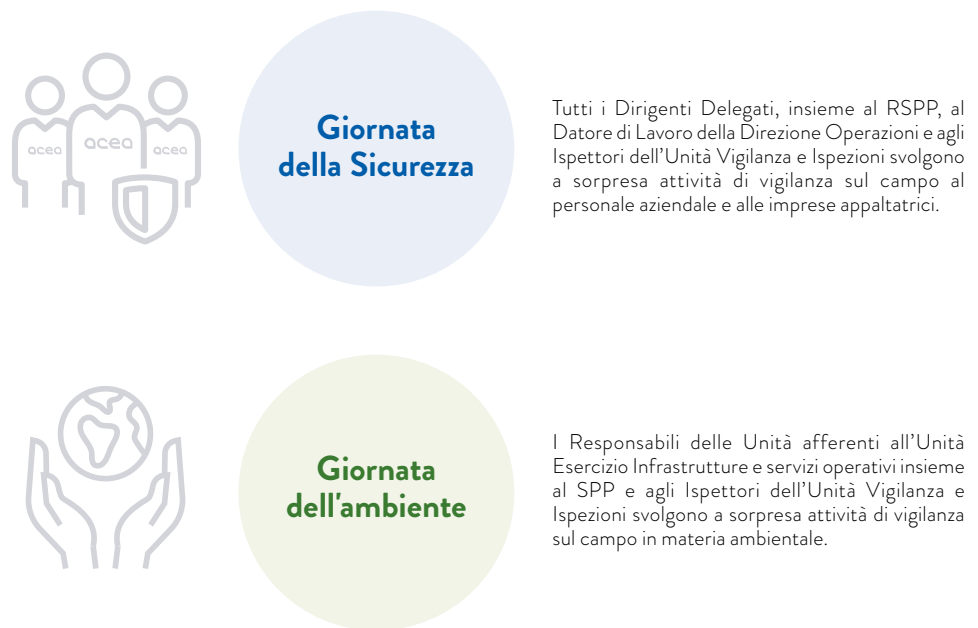 acea
acea
acea
Giornata
della Sicurezza
Tutti i Dirigenti Delegati, insieme al RSPP, al
Datore di Lavoro della Direzione Operazioni e agli
Ispettori dell’Unità Vigilanza e Ispezioni svolgono
a sorpresa attività di vigilanza sul campo al
personale aziendale e alle imprese appaltatrici.
Giornata
dell'ambiente
I Responsabili delle Unità afferenti all’Unità
Esercizio Infrastrutture e servizi operativi insieme
al SPP e agli Ispettori dell’Unità Vigilanza e
Ispezioni svolgono a sorpresa attività di vigilanza
sul campo in materia ambientale.